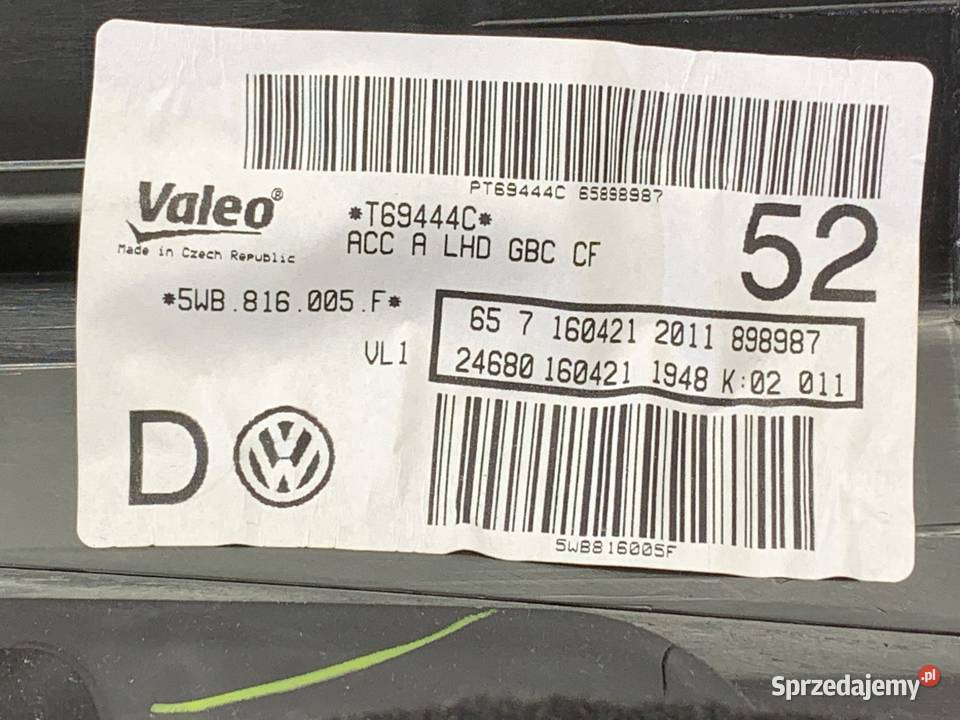 PT69444C 65898987
Valeo®
Made in Czech Republic
*T69444C*
ACC A LHD GBC CF
52
*5WB.816.005.F*
VL1
65 7 160421 2011 898987
24680 160421 1948 K:02 011
D
5WB816005F
Sprzedajemy.pl